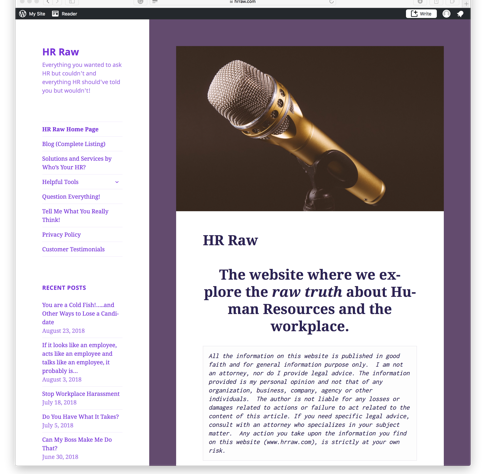 hrraw.com
My Site
Reader
Write
HR Raw
Everything you wanted to ask
HR but couldn't and
everything HR should've told
you but wouldn't!
HR Raw Home Page
Blog (Complete Listing)
Solutions and Services by
Who's Your HR?
Helpful Tools
Question Everything!
Tell Me What You Really
Think!
Privacy Policy
Customer Testimonials
RECENT POSTS
You are a Cold Fish!….and
Other Ways to Lose a Candi-
date
August 23, 2018
If it looks like an employee,
acts like an employee and
talks like an employee, it
probably is…
August 3, 2018
Stop Workplace Harassment
July 18, 2018
Do You Have What It Takes?
July 5, 2018
Can My Boss Make Me Do
That?
June 30, 2018
HR Raw
The website where we ex-
plore the raw truth about Hu-
man Resources and the
workplace.
All the information on this website is published in good
faith and for general information purpose only.  I am not
an attorney, nor do I provide legal advice. The information
provided is my personal opinion and not that of any
organization, business, company, agency or other
individuals.  The author is not liable for any losses or
damages related to actions or failure to act related to the
content of this article. If you need specific legal advice,
consult with an attorney who specializes in your subject
matter.  Any action you take upon the information you find
on this website (www.hrraw.com), is strictly at your own
risk.